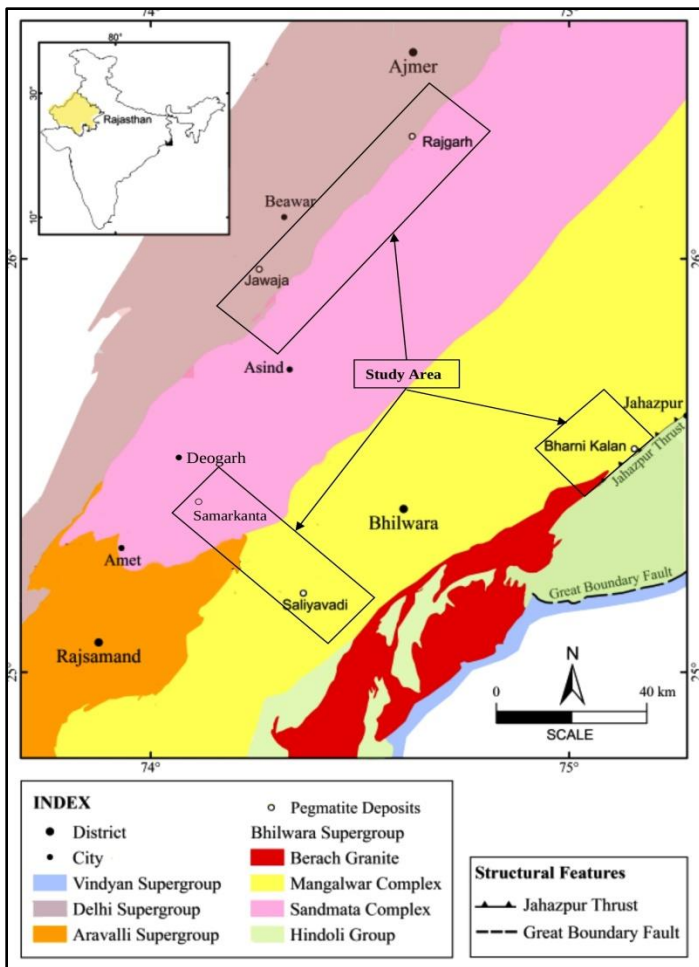 80°
30°
Rajasthan
10°
74°
75°
Ajmer
Rajgarh
Beawar
26°
26°
Jawaja
Asind
Study Area
Jahazpur
Bharni Kalan
Jahazpur Thrust
Deogarh
Samarkanta
Bhilwara
Amet
Saliyavadi
Great Boundary Fault
Rajsamand
25°
25°
N
0 40 km
SCALE
74°
75°
INDEX
District
City
Vindyan Supergroup
Delhi Supergroup
Aravalli Supergroup
Pegmatite Deposits
Bhilwara Supergroup
Berach Granite
Mangalwar Complex
Sandmata Complex
Hindoli Group
Structural Features
Jahazpur Thrust
Great Boundary Fault